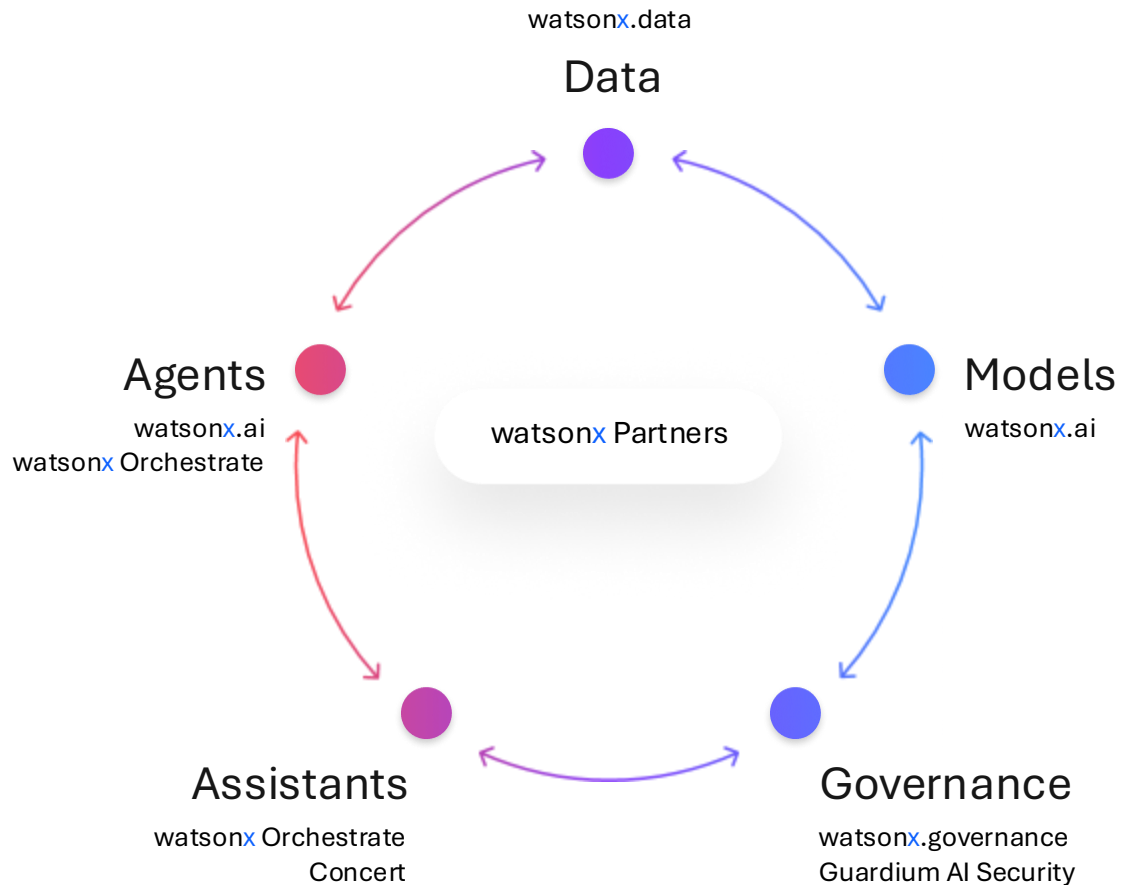 watsonx.data
Data
Agents
watsonx.ai
watsonx Orchestrate
watsonx Partners
Models
watsonx.ai
Assistants
watsonx Orchestrate
Concert
Governance
watsonx.governance
Guardium AI Security